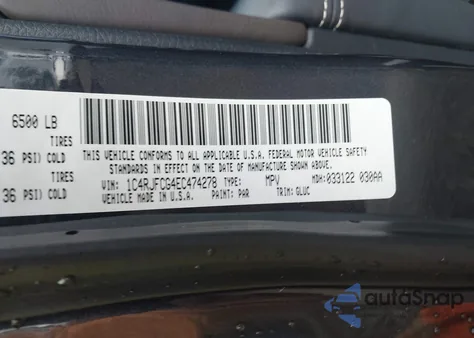 6500 LB
TIRES
36 PSI) COLD
TIRES
36 PSI) COLD
THIS VEHICLE CONFORMS TO ALL APPLICABLE U.S.A. FEDERAL MOTOR VEHICLE SAFETY
STANDARDS IN EFFECT ON THE DATE OF MANUFACTURE SHOWN ABOVE.
VIN: 1C4RJFCG4EC474278 TYPE: MPV MDH: 033122 030AA
VEHICLE MADE IN U.S.A. PAINT: PAR TRIM: GLUC
autoSnap